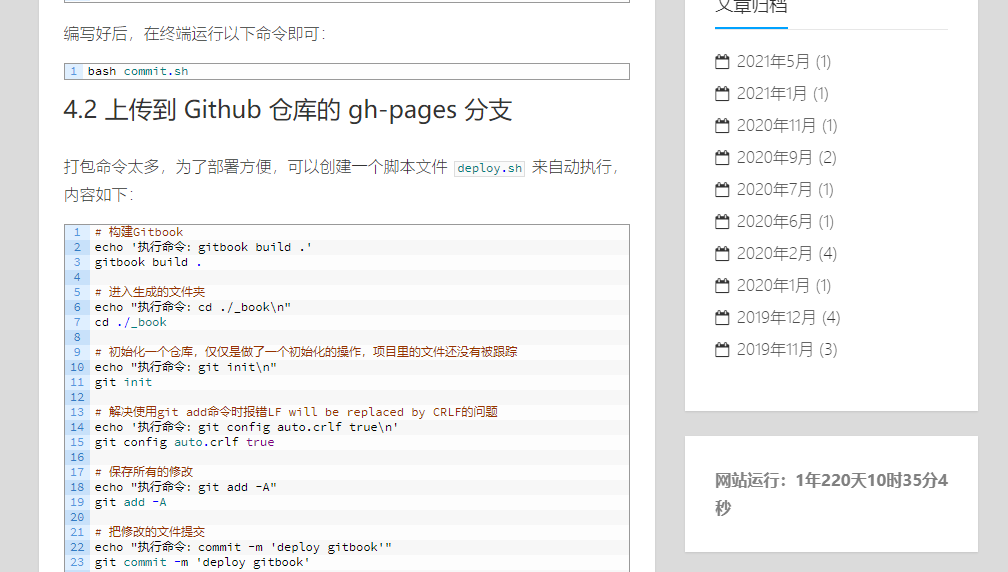 编写好后，在终端运行以下命令即可：
1 bash commit.sh
4.2 上传到 Github 仓库的 gh-pages 分支
打包命令太多，为了部署方便，可以创建一个脚本文件 deploy.sh 来自动执行，
内容如下：
1 # 构建Gitbook
2 echo '执行命令：gitbook build .'
3 gitbook build .
4
5 # 进入生成的文件夹
6 echo "执行命令：cd ./_book\n"
7 cd ./_book
8
9 # 初始化一个仓库，仅仅是做了一个初始化的操作，项目里的文件还没有被跟踪
10 echo "执行命令：git init\n"
11 git init
12
13 # 解决使用git add命令时报错LF will be replaced by CRLF的问题
14 echo '执行命令：git config auto.crlf true\n'
15 git config auto.crlf true
16
17 # 保存所有的修改
18 echo "执行命令：git add -A"
19 git add -A
20
21 # 把修改的文件提交
22 echo "执行命令：commit -m 'deploy gitbook'"
23 git commit -m 'deploy gitbook'
文章归档
2021年5月 (1)
2021年1月 (1)
2020年11月 (1)
2020年9月 (2)
2020年7月 (1)
2020年6月 (1)
2020年2月 (4)
2020年1月 (1)
2019年12月 (4)
2019年11月 (3)
网站运行：1年220天10时35分4
秒